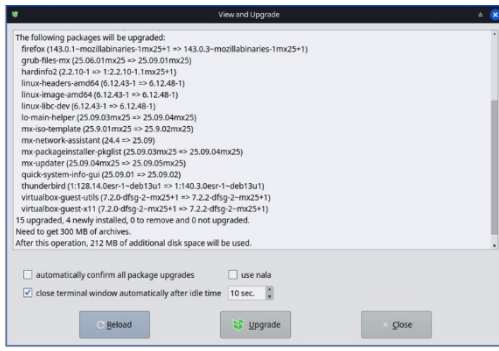 View and Upgrade
The following packages will be upgraded:
firefox (143.0.1~mozillabinaries-1mx25+1 => 143.0.3~mozillabinaries-1mx25+1)
grub-files-mx (25.06.01mx25 => 25.09.01mx25)
hardinfo2 (2.2.10-1 => 1:2.2.10-1.1mx25+1)
linux-headers-amd64 (6.12.43-1 => 6.12.48-1)
linux-image-amd64 (6.12.43-1 => 6.12.48-1)
linux-libc-dev (6.12.43-1 => 6.12.48-1)
lo-main-helper (25.09.03mx25 => 25.09.04mx25)
mx-iso-template (25.9.01mx25 => 25.9.02mx25)
mx-network-assistant (24.4 => 25.09)
mx-packageinstaller-pkglist (25.09.03mx25 => 25.09.04mx25)
mx-updater (25.09.04mx25 => 25.09.05mx25)
quick-system-info-gui (25.09.01 => 25.09.02)
thunderbird (1:128.14.0esr-1~deb13u1 => 1:140.3.0esr-1~deb13u1)
virtualbox-guest-utils (7.2.0-dfsg-2~mx25+1 => 7.2.2-dfsg-2~mx25+1)
virtualbox-guest-x11 (7.2.0-dfsg-2~mx25+1 => 7.2.2-dfsg-2~mx25+1)
15 upgraded, 4 newly installed, 0 to remove and 0 not upgraded.
Need to get 300 MB of archives.
After this operation, 212 MB of additional disk space will be used.
automatically confirm all package upgrades use nala
close terminal window automatically after idle time 10 sec.
Reload Upgrade Close